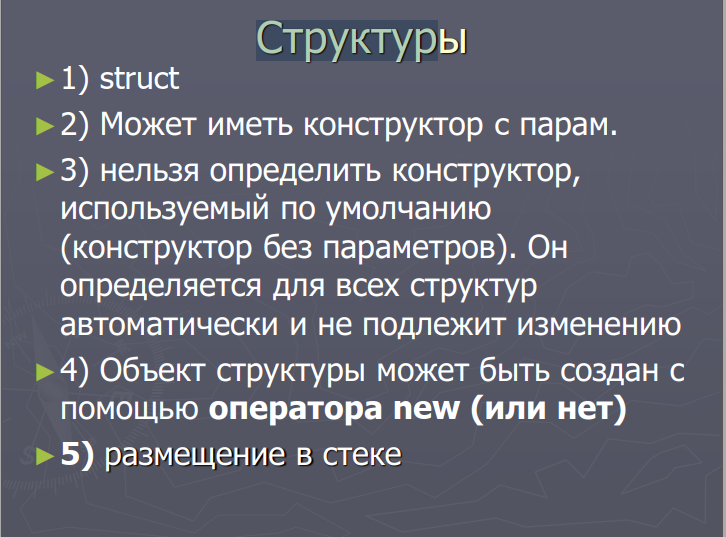 Структуры
► 1) struct
► 2) Может иметь конструктор с парам.
► 3) нельзя определить конструктор,
используемый по умолчанию
(конструктор без параметров). Он
определяется для всех структур
автоматически и не подлежит изменению
► 4) Объект структуры может быть создан с
помощью оператора new (или нет)
► 5) размещение в стеке